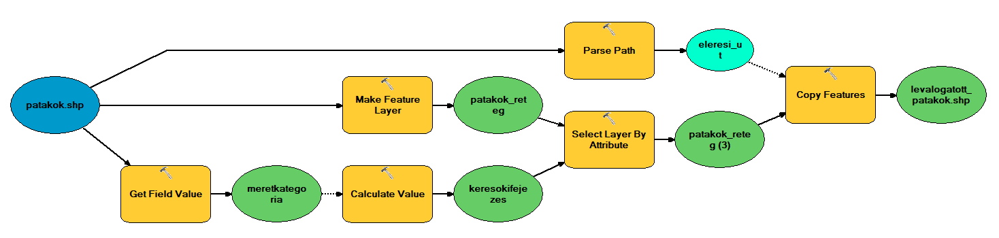 Parse Path
eleresi_u
t
Copy Features
levalogatott_
patakok.shp
patakok.shp
Make Feature
Layer
patakok_ret
eg
Select Layer By
Attribute
patakok_rete
g (3)
Get Field Value
meretkatego
ria
Calculate Value
keresokifeje
zes